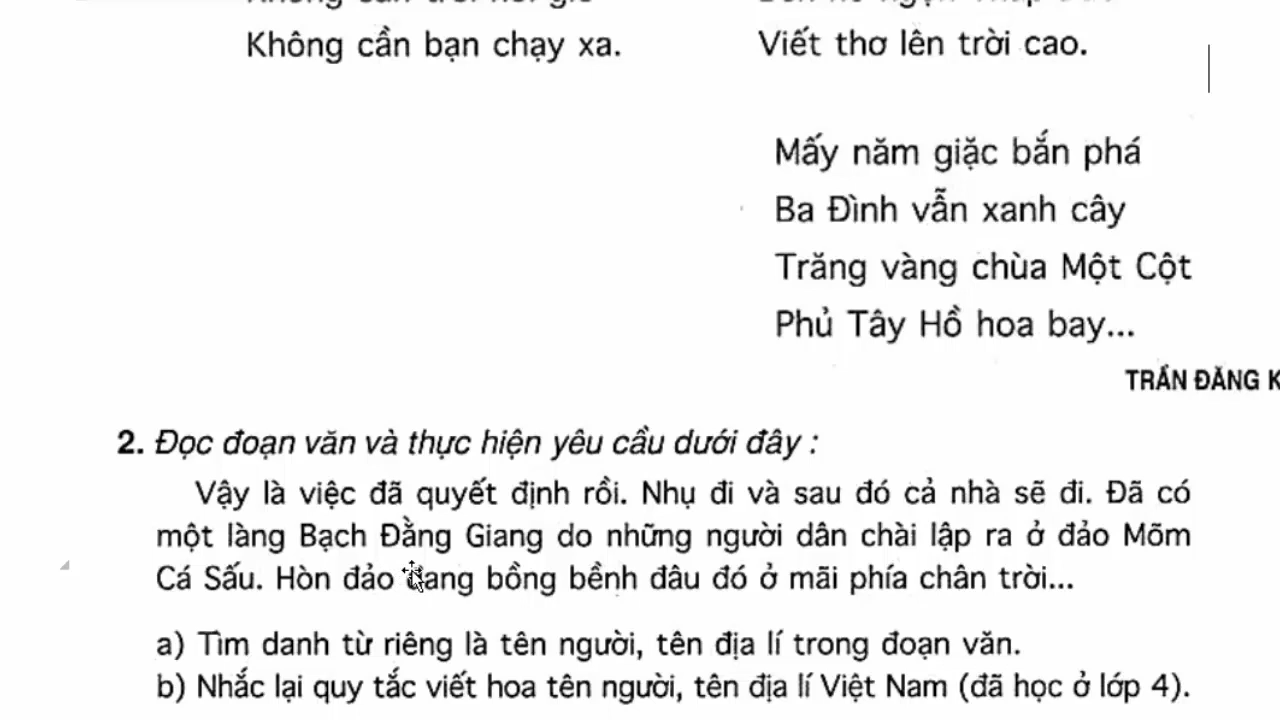 Không cần bạn chạy xa.
Viết thơ lên trời cao.
Mấy năm giặc bắn phá
Ba Đình vẫn xanh cây
Trăng vàng chùa Một Cột
Phủ Tây Hồ hoa bay...
TRẦN ĐĂNG K
2. Đọc đoạn văn và thực hiện yêu cầu dưới đây :
Vậy là việc đã quyết định rồi. Nhụ đi và sau đó cả nhà sẽ đi. Đã có
một làng Bạch Đằng Giang do những người dân chài lập ra ở đảo Mõm
Cá Sấu. Hòn đảo đang bồng bềnh đâu đó ở mãi phía chân trời...
a) Tìm danh từ riêng là tên người, tên địa lí trong đoạn văn.
b) Nhắc lại quy tắc viết hoa tên người, tên địa lí Việt Nam (đã học ở lớp 4).